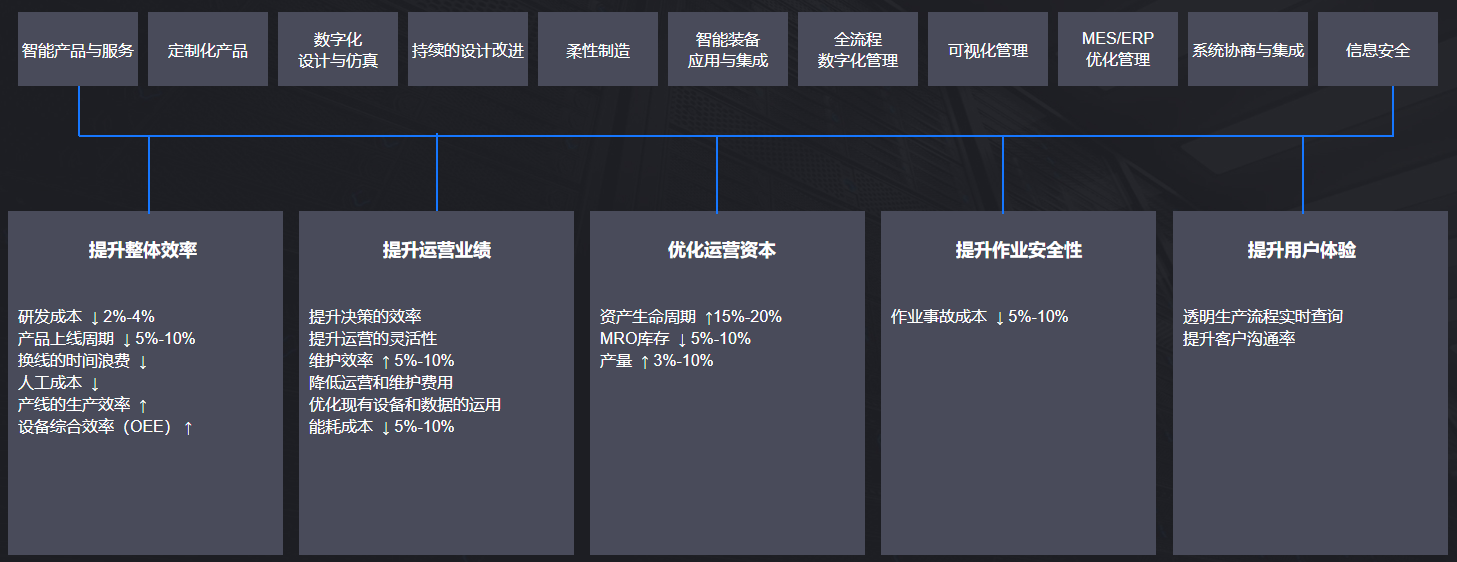 智能产品与服务
定制化产品
数字化
设计与仿真
持续的设计改进
柔性制造
智能装备
应用与集成
全流程
数字化管理
可视化管理
MES/ERP
优化管理
系统协商与集成
信息安全
提升整体效率
研发成本 ↓ 2%-4%
产品上线周期 ↓ 5%-10%
换线的时间浪费 ↓
人工成本 ↓
产线的生产效率 ↑
设备综合效率（OEE） ↑
提升运营业绩
提升决策的效率
提升运营的灵活性
维护效率 ↑ 5%-10%
降低运营和维护费用
优化现有设备和数据的运用
能耗成本 ↓ 5%-10%
优化运营资本
资产生命周期 ↑15%-20%
MRO库存 ↓ 5%-10%
产量 ↑ 3%-10%
提升作业安全性
作业事故成本 ↓ 5%-10%
提升用户体验
透明生产流程实时查询
提升客户沟通率